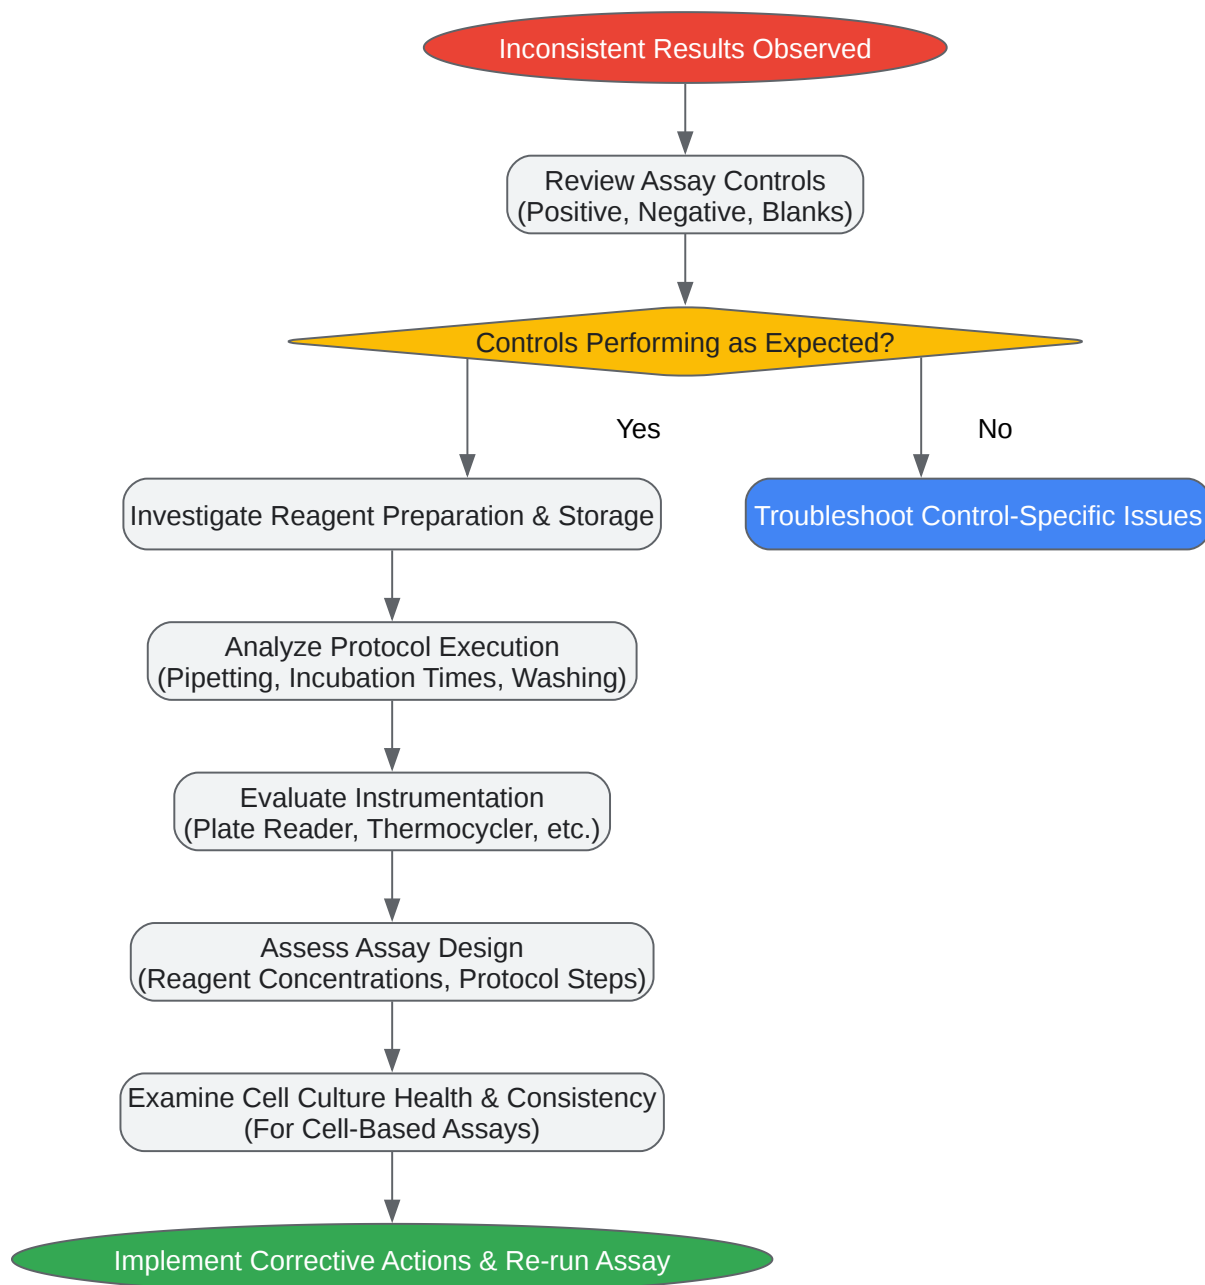 Inconsistent Results Observed
Review Assay Controls
(Positive, Negative, Blanks)
Controls Performing as Expected?
Yes
No
Investigate Reagent Preparation & Storage
Troubleshoot Control-Specific Issues
Analyze Protocol Execution
(Pipetting, Incubation Times, Washing)
Evaluate Instrumentation
(Plate Reader, Thermocycler, etc.)
Assess Assay Design
(Reagent Concentrations, Protocol Steps)
Examine Cell Culture Health & Consistency
(For Cell-Based Assays)
Implement Corrective Actions & Re-run Assay